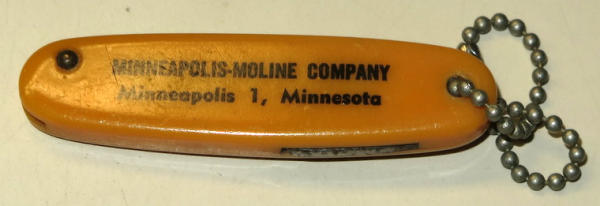 MINNEAPOLIS-MOLINE COMPANY
Minneapolis 1, Minnesota